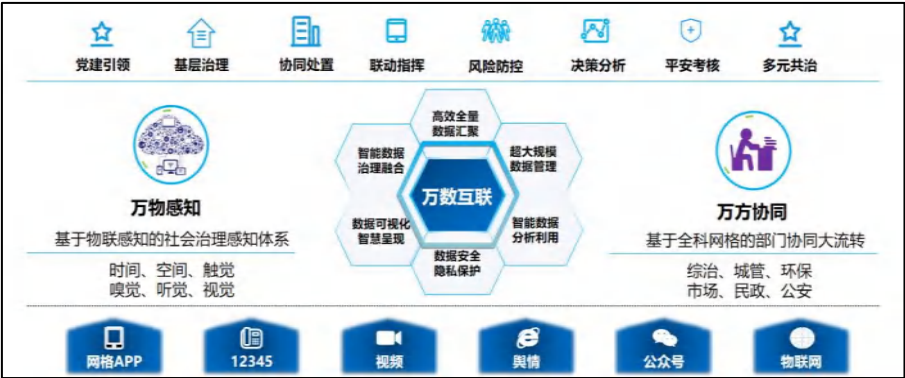 党建引领
基层治理
协同处置
联动指挥
风险防控
决策分析
平安考核
多元共治
万物感知
基于物联感知的社会治理感知体系
时间、空间、触觉
嗅觉、听觉、视觉
高效全量
数据汇聚
智能数据
治理融合
超大规模
数据管理
万数互联
数据可视化
智慧呈现
智能数据
分析利用
数据安全
隐私保护
万方协同
基于全科网格的部门协同大流转
综治、城管、环保
市场、民政、公安
网格APP
12345
视频
舆情
公众号
物联网